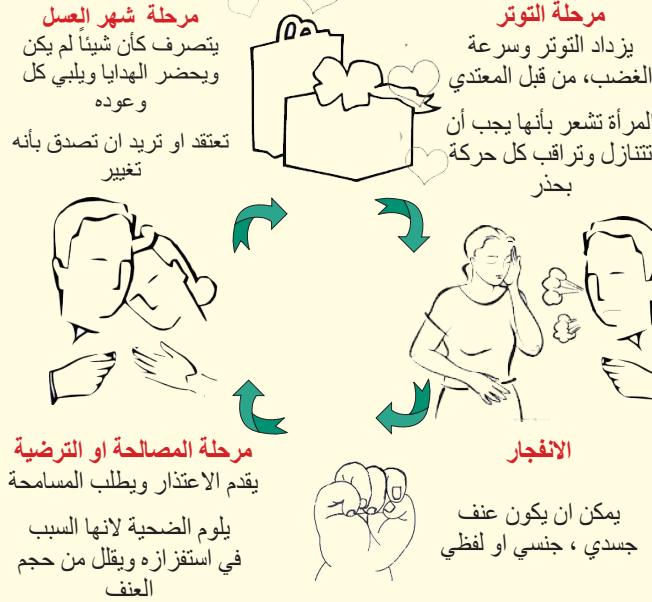 مرحلة التوتر
يزداد التوتر وسرعة
الغضب، من قبل المعتدي
المرأة تشعر بأنها يجب أن
تتنازل وتراقب كل حركة
بحذر
الانفجار
يمكن ان يكون عنف
جسدي ، جنسي او لفظي
مرحلة المصالحة او الترضية
يقدم الاعتذار ويطلب المسامحة
يلوم الضحية لانها السبب
في استفزازه ويقلل من حجم
العنف
مرحلة شهر العسل
يتصرف كأن شيئاً لم يكن
ويحضر الهدايا ويلبي كل
وعوده
تعتقد او تريد ان تصدق بأنه
تغيير